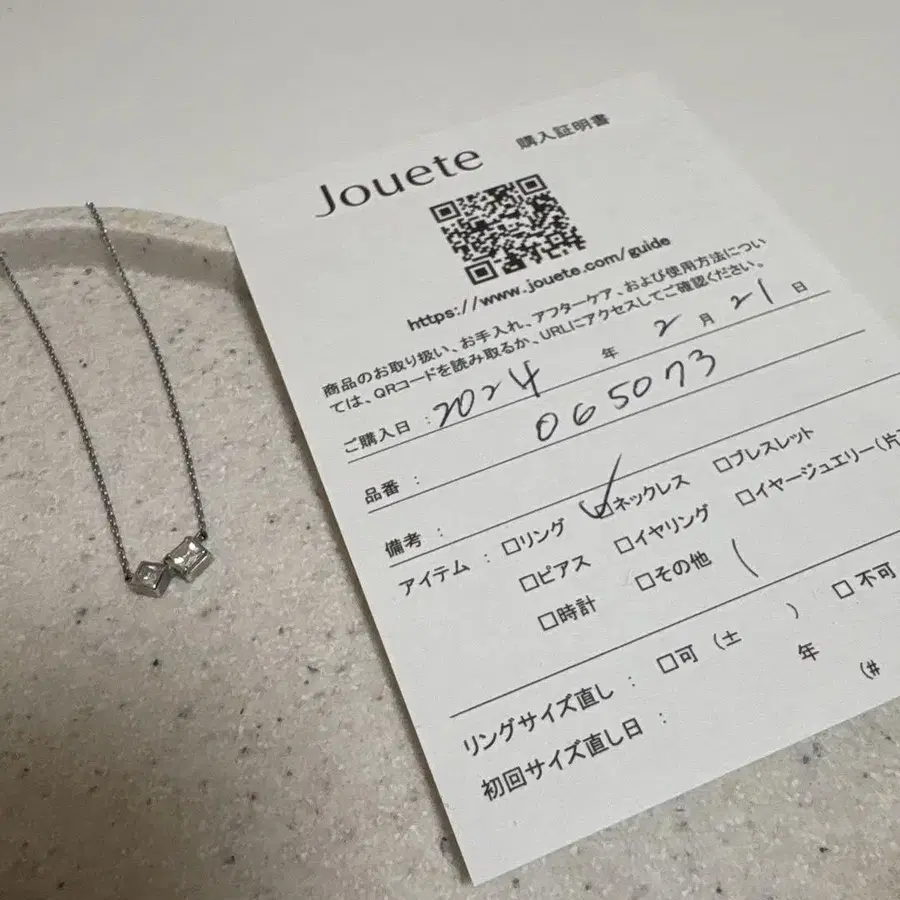 Jouete 購入証明書
https://www.jouete.com/guide
商品のお取り扱い、お手入れ、アフターケア、および使用方法につい
ては、QRコードを読み取るか、URLにアクセスしてご確認ください。
ご購入日 : 2024 年 2 月 21 日
品番 : 065073
備考 :
アイテム : □リング ☑ネックレス □ブレスレット
□ピアス □イヤリング □イヤージュエリー(片
□時計 □その他 (
リングサイズ直し : □可 (± ) □不可
初回サイズ直し日 : 年
(#